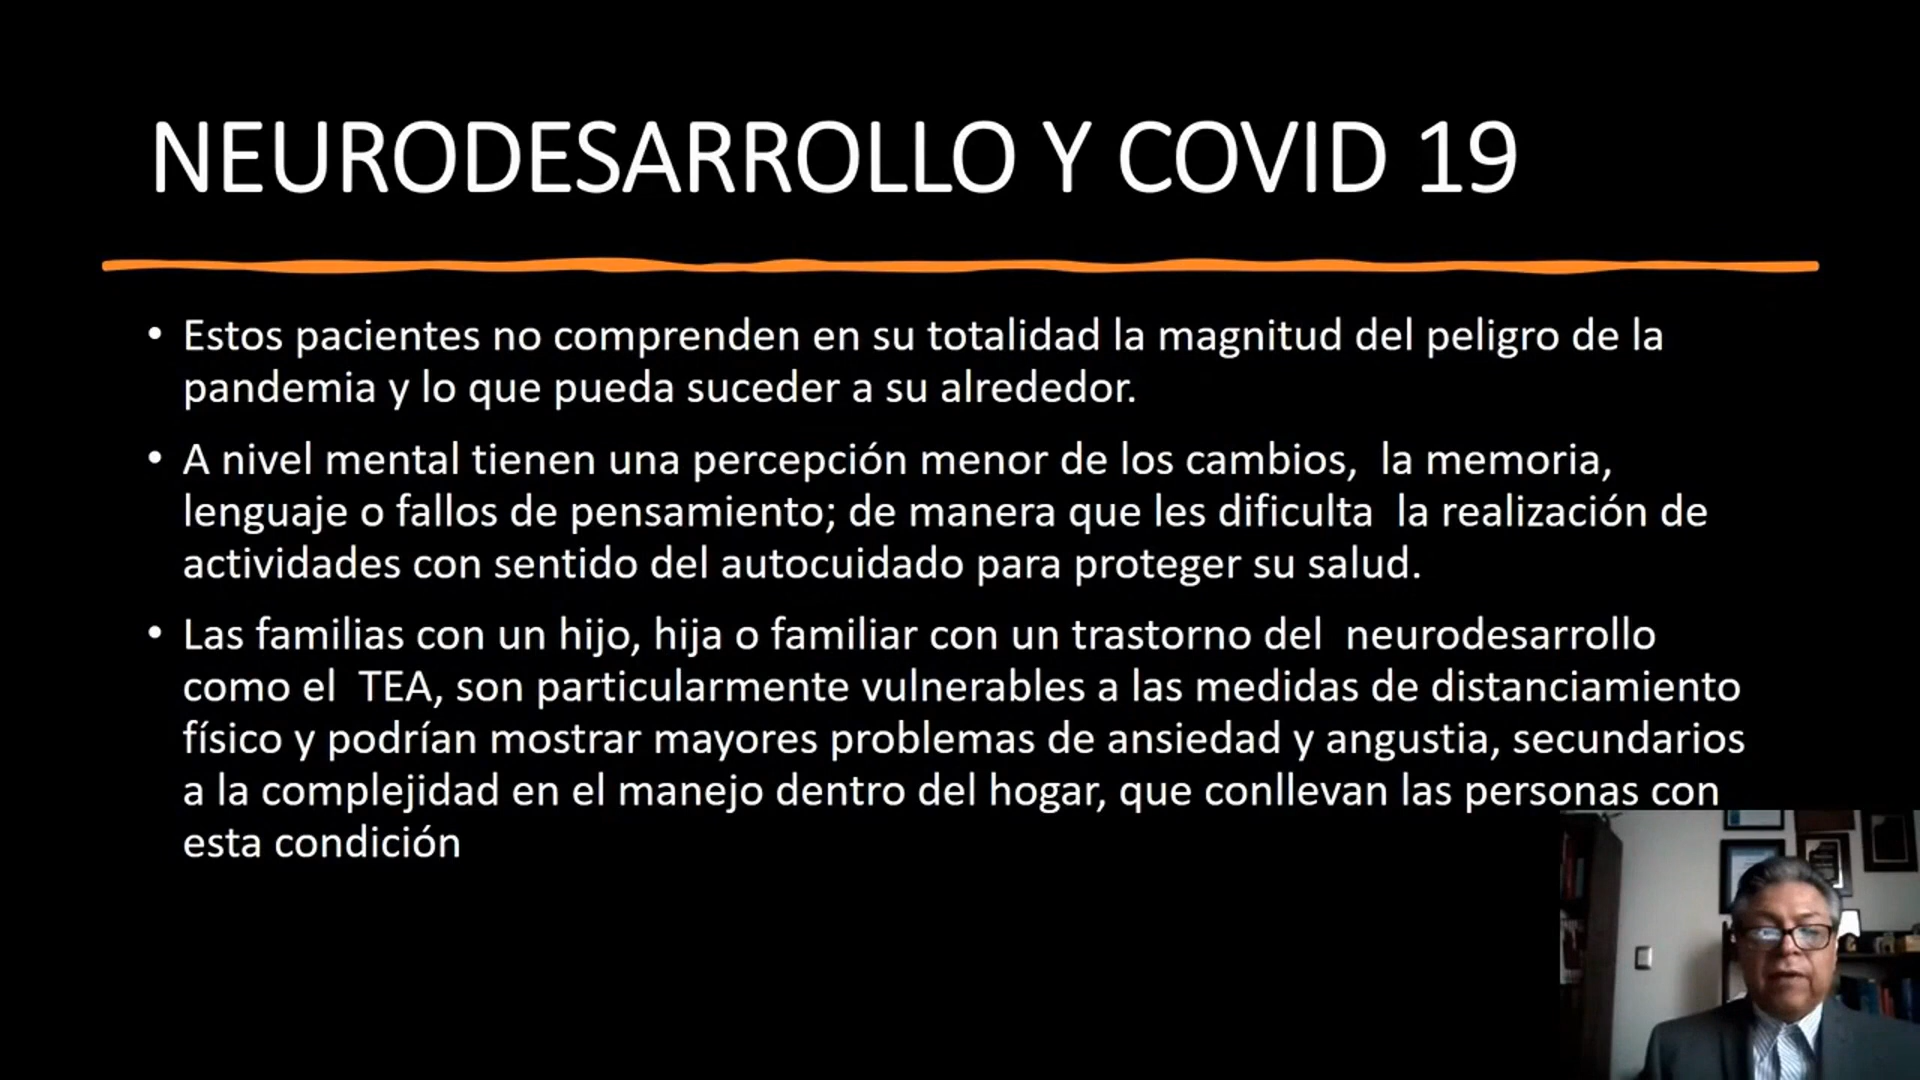 NEURODESARROLLO Y COVID 19
• Estos pacientes no comprenden en su totalidad la magnitud del peligro de la
pandemia y lo que pueda suceder a su alrededor.
• A nivel mental tienen una percepción menor de los cambios,  la memoria,
lenguaje o fallos de pensamiento; de manera que les dificulta  la realización de
actividades con sentido del autocuidado para proteger su salud.
• Las familias con un hijo, hija o familiar con un trastorno del  neurodesarrollo
como el  TEA, son particularmente vulnerables a las medidas de distanciamiento
físico y podrían mostrar mayores problemas de ansiedad y angustia, secundarios
a la complejidad en el manejo dentro del hogar, que conllevan las personas con
esta condición